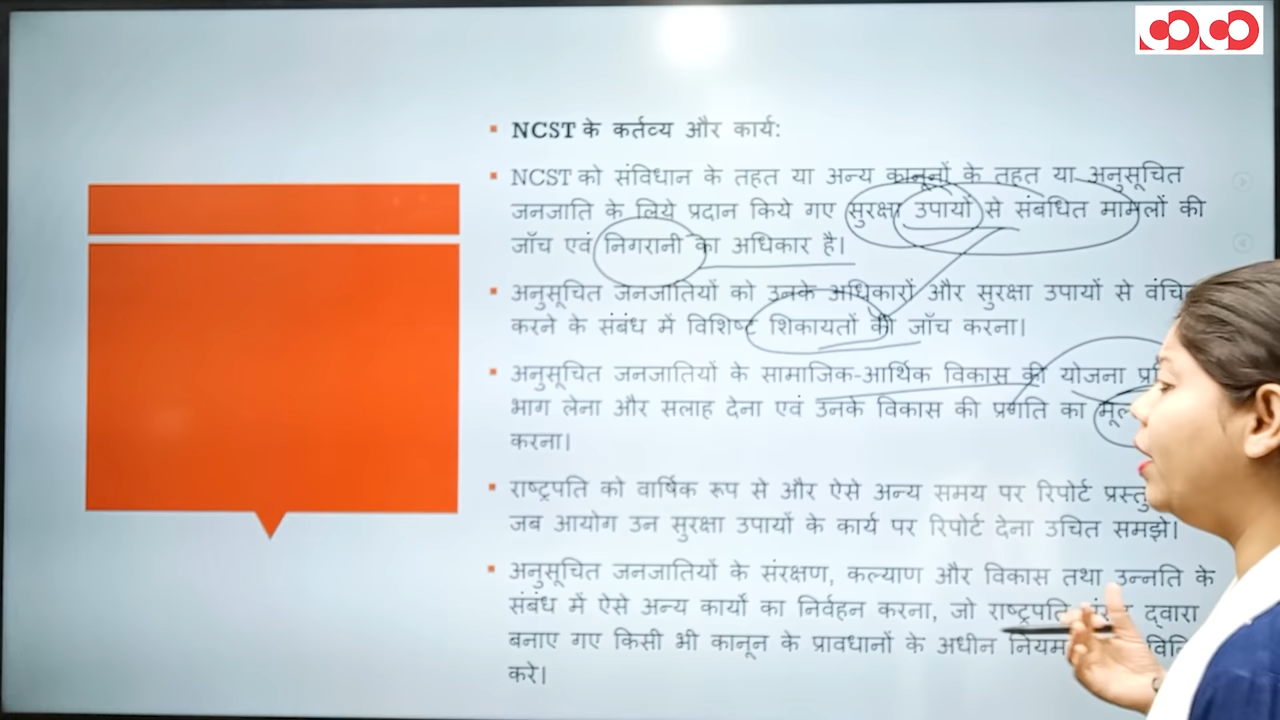 NCST के कर्तव्य और कार्य:
NCST को संविधान के तहत या अन्य कानूनों के तहत या अनुसूचित
जनजाति के लिये प्रदान किये गए सुरक्षा उपायों से संबंधित मामलों की
जाँच एवं निगरानी का अधिकार है।
अनुसूचित जनजातियों को उनके अधिकारों और सुरक्षा उपायों से
करने के संबंध में विशिष्ट शिकायतों की जाँच करना।
अनुसूचित जनजातियों के सामाजिक-आर्थिक विकास की योजना
भाग लेना और सलाह देना एवं उनके विकास की प्रगति का
करना।
राष्ट्रपति को वार्षिक रूप से और ऐसे अन्य समय पर रिपोर्ट
जब आयोग उन सुरक्षा उपायों के कार्य पर रिपोर्ट देना उचित समझे।
अनुसूचित जनजातियों के संरक्षण, कल्याण और विकास तथा उन्नति के
संबंध में ऐसे अन्य कार्यों का निर्वहन करना, जो राष्ट्रपति द्वारा
बनाए गए किसी भी कानून के प्रावधानों के अधीन नियम
करे।